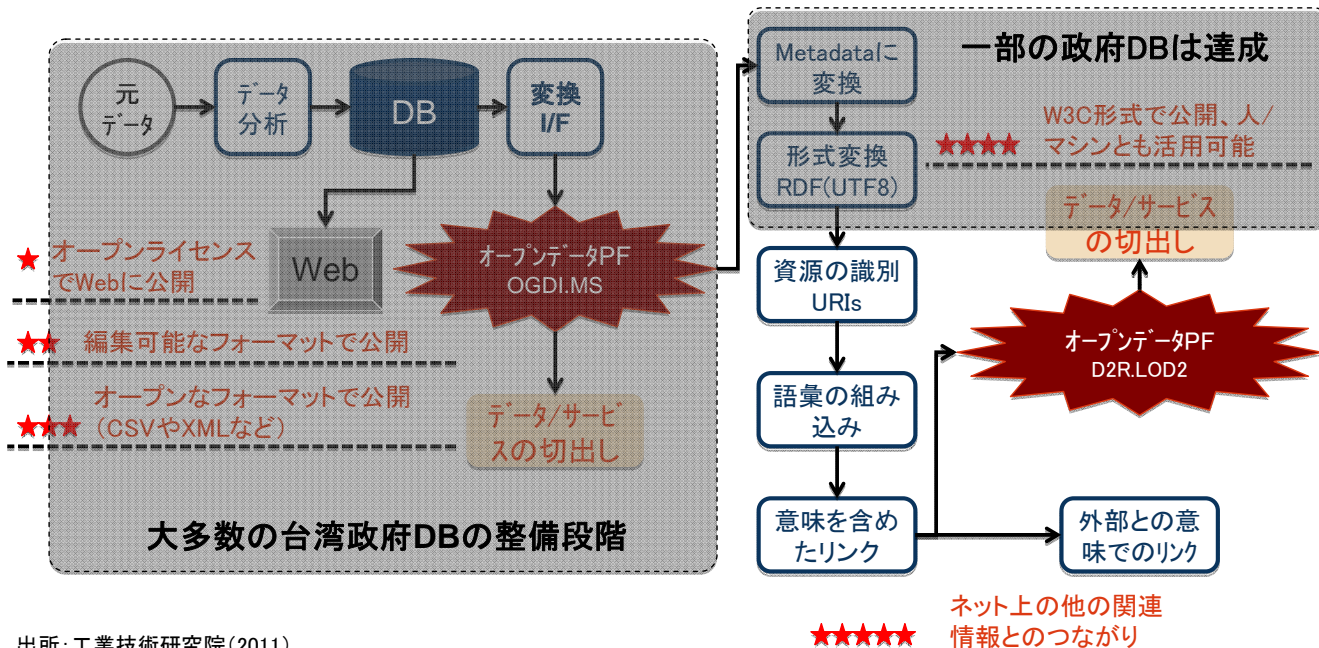 元
データ
データ
分析
DB
変換
I/F
Web
オープンデータPF
OGDI.MS
データ/サービ
スの切出し
★ オープンライセンス
でWebに公開
★★ 編集可能なフォーマットで公開
★★★ オープンなフォーマットで公開
(CSVやXMLなど)
大多数の台湾政府DBの整備段階
一部の政府DBは達成
Metadataに
変換
形式変換
RDF(UTF8)
★★★★ W3C形式で公開、人/
マシンとも活用可能
資源の識別
URIs
語彙の組み
込み
意味を含め
たリンク
データ/サービス
の切出し
オープンデータPF
D2R.LOD2
外部との意
味でのリンク
★★★★★ ネット上の他の関連
情報とのつながり
出所:工業技術研究院(2011)